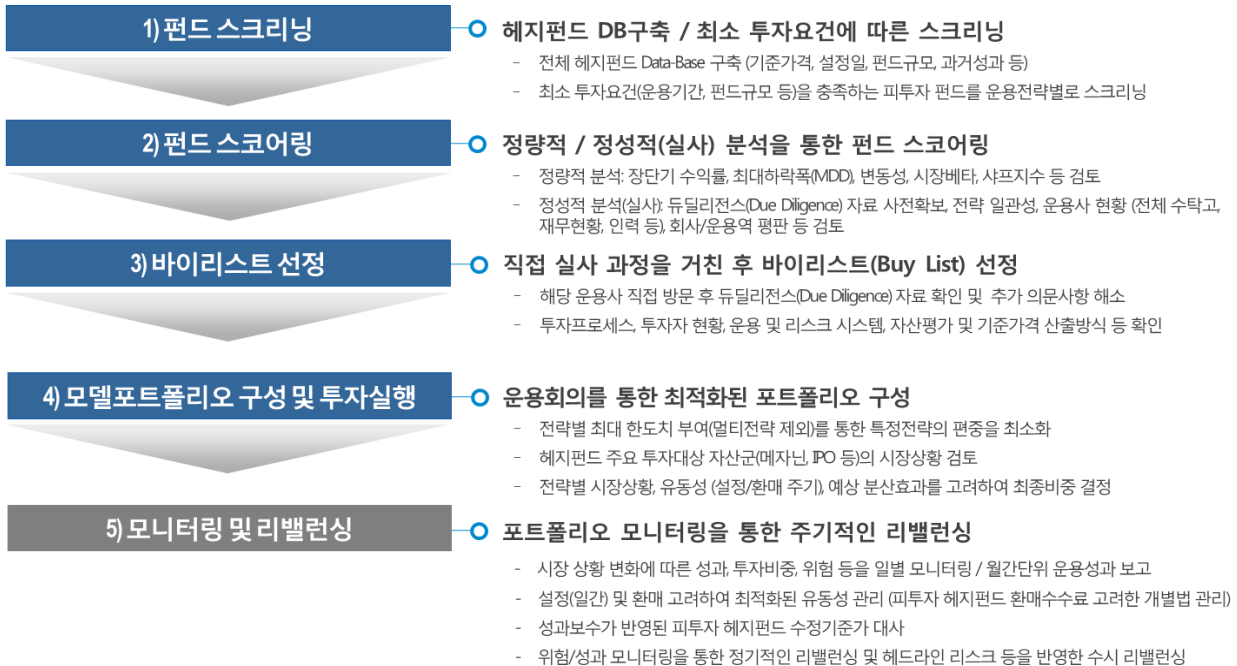 1) 펀드 스크리닝
헤지펀드 DB구축 / 최소 투자요건에 따른 스크리닝
- 전체 헤지펀드 Data-Base 구축 (기준가격, 설정일, 펀드규모, 과거성과 등)
- 최소 투자요건(운용기간, 펀드규모 등)을 충족하는 피투자 펀드를 운용전략별로 스크리닝
2) 펀드 스코어링
정량적 / 정성적(실사) 분석을 통한 펀드 스코어링
- 정량적 분석: 장단기 수익률, 최대하락폭(MDD), 변동성, 시장베타, 샤프지수 등 검토
- 정성적 분석(실사): 듀딜리전스(Due Diligence) 자료 사전확보, 전략 일관성, 운용사 현황 (전체 수탁고,
재무현황, 인력 등), 회사/운용역 평판 등 검토
3) 바이리스트 선정
직접 실사 과정을 거친 후 바이리스트(Buy List) 선정
- 해당 운용사 직접 방문 후 듀딜리전스(Due Diligence) 자료 확인 및 추가 의문사항 해소
- 투자프로세스, 투자자 현황, 운용 및 리스크 시스템, 자산평가 및 기준가격 산출방식 등 확인
4) 모델포트폴리오 구성 및 투자실행
운용회의를 통한 최적화된 포트폴리오 구성
- 전략별 최대 한도치 부여(멀티전략 제외)를 통한 특정전략의 편중을 최소화
- 헤지펀드 주요 투자대상 자산군(메자닌, IPO 등)의 시장상황 검토
- 전략별 시장상황, 유동성 (설정/환매 주기), 예상 분산효과를 고려하여 최종비중 결정
5) 모니터링 및 리밸런싱
포트폴리오 모니터링을 통한 주기적인 리밸런싱
- 시장 상황 변화에 따른 성과, 투자비중, 위험 등을 일별 모니터링 / 월간단위 운용성과 보고
- 설정(일간) 및 환매 고려하여 최적화된 유동성 관리 (피투자 헤지펀드 환매수수료 고려한 개별법 관리)
- 성과보수가 반영된 피투자 헤지펀드 수정기준가 대사
- 위험/성과 모니터링을 통한 정기적인 리밸런싱 및 헤드라인 리스크 등을 반영한 수시 리밸런싱